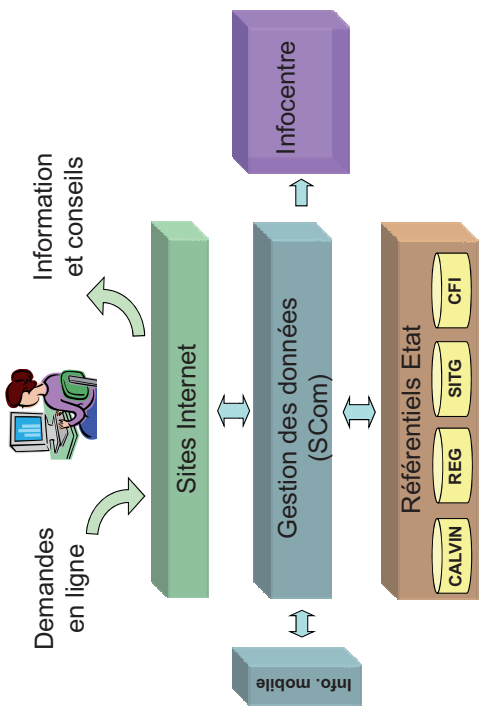 Demandes
en ligne
Information
et conseils
Sites Internet
Info. mobile
Gestion des données
(SCom)
Infocentre
Référentiels Etat
CALVIN
REG
SITG
CFI